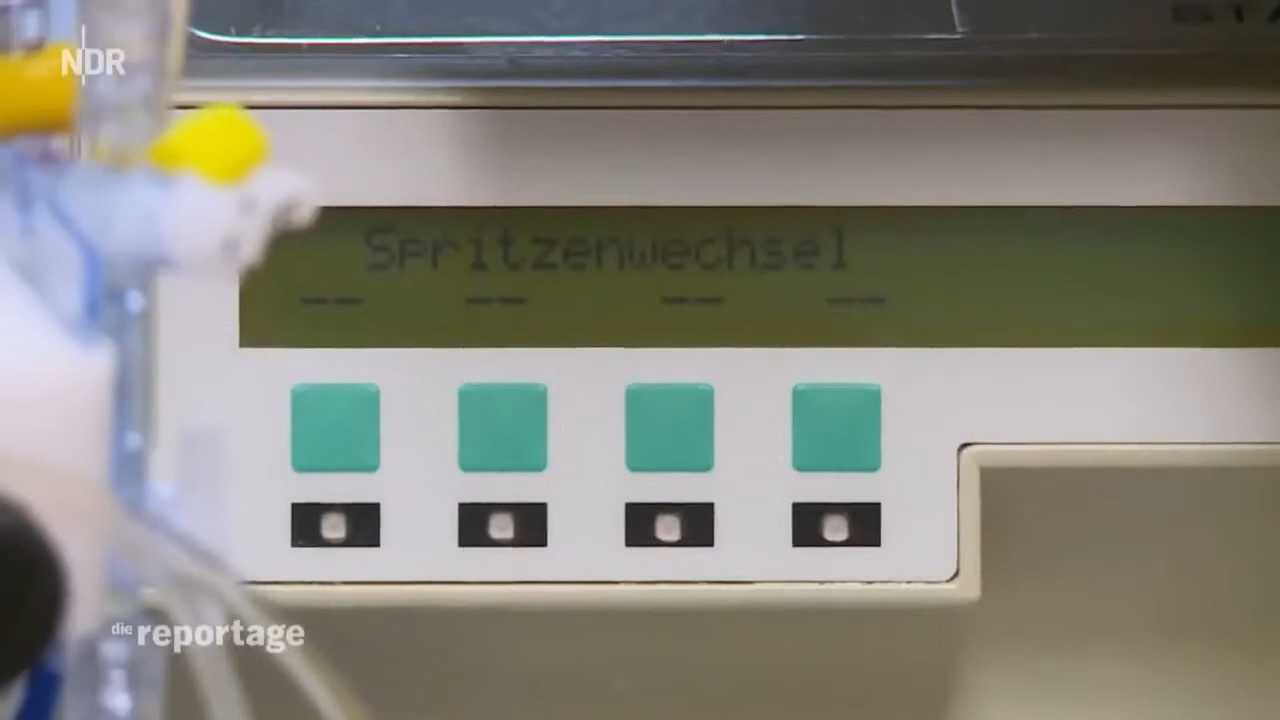 NDR
Spritzenwechsel
-- -- -- --
die reportage